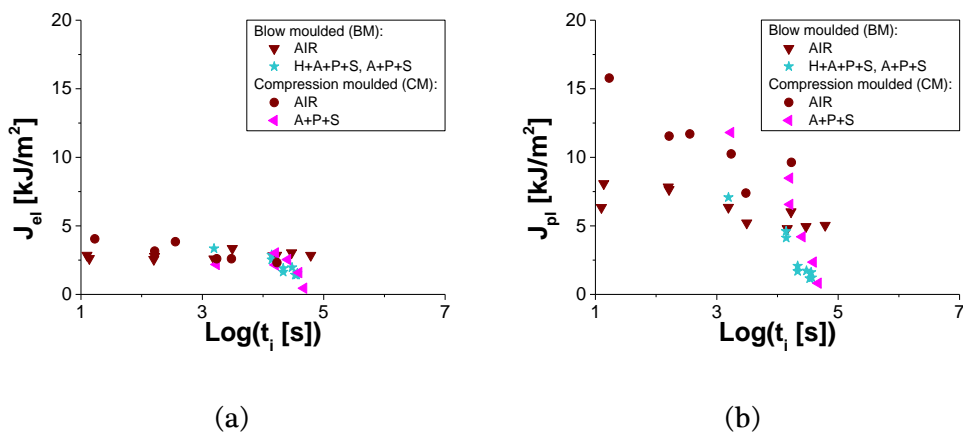 20
15
10
5
0
J_el [kJ/m²]
Blow moulded (BM):
AIR
H+A+P+S, A+P+S
Compression moulded (CM):
AIR
A+P+S
1 3 5 7
Log(t_i [s])
(a)
20
15
10
5
0
J_pl [kJ/m²]
Blow moulded (BM):
AIR
H+A+P+S, A+P+S
Compression moulded (CM):
AIR
A+P+S
1 3 5 7
Log(t_i [s])
(b)